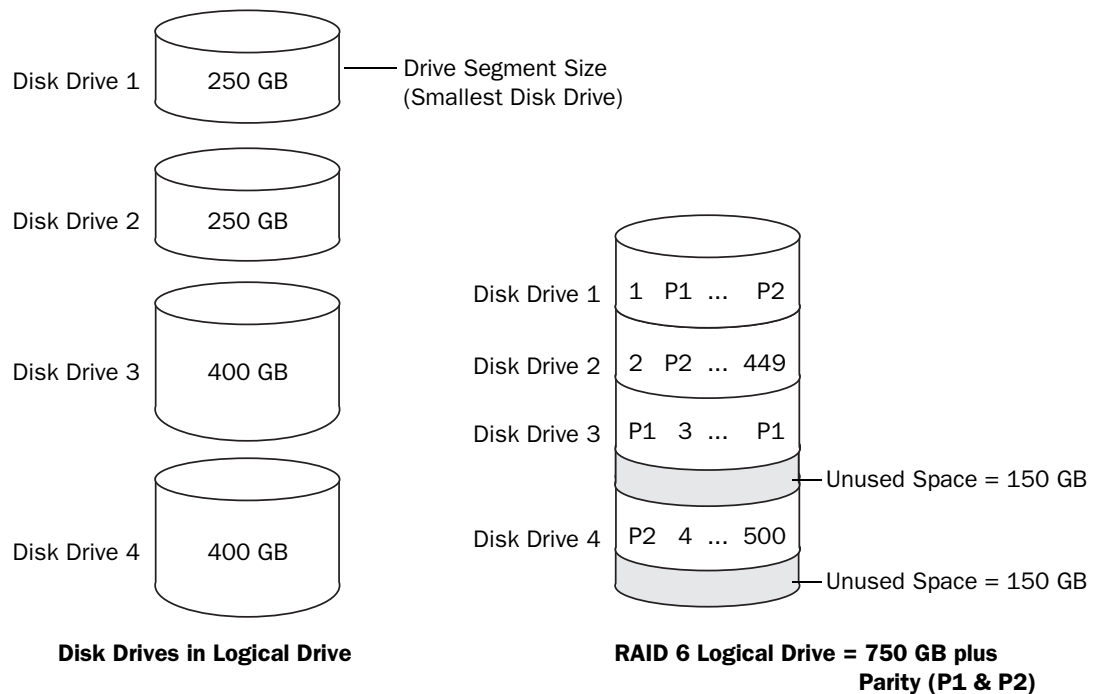 Disk Drive 1
250 GB
Drive Segment Size
(Smallest Disk Drive)
Disk Drive 2
250 GB
Disk Drive 3
400 GB
Disk Drive 4
400 GB
Disk Drives in Logical Drive
Disk Drive 1
1 P1 ... P2
Disk Drive 2
2 P2 ... 449
Disk Drive 3
P1 3 ... P1
Unused Space = 150 GB
Disk Drive 4
P2 4 ... 500
Unused Space = 150 GB
RAID 6 Logical Drive = 750 GB plus
Parity (P1 & P2)